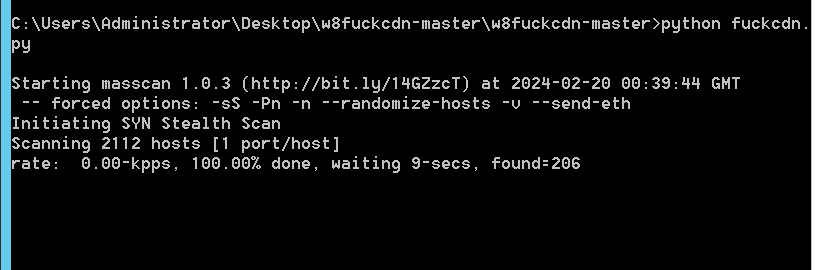 C:\Users\Administrator\Desktop\w8fuckcdn-master\w8fuckcdn-master>python fuckcdn.
py
Starting masscan 1.0.3 (http://bit.ly/14GZzcT) at 2024-02-20 00:39:44 GMT
 -- forced options: -sS -Pn -n --randomize-hosts -v --send-eth
Initiating SYN Stealth Scan
Scanning 2112 hosts [1 port/host]
rate:  0.00-kpps, 100.00% done, waiting 9-secs, found=206